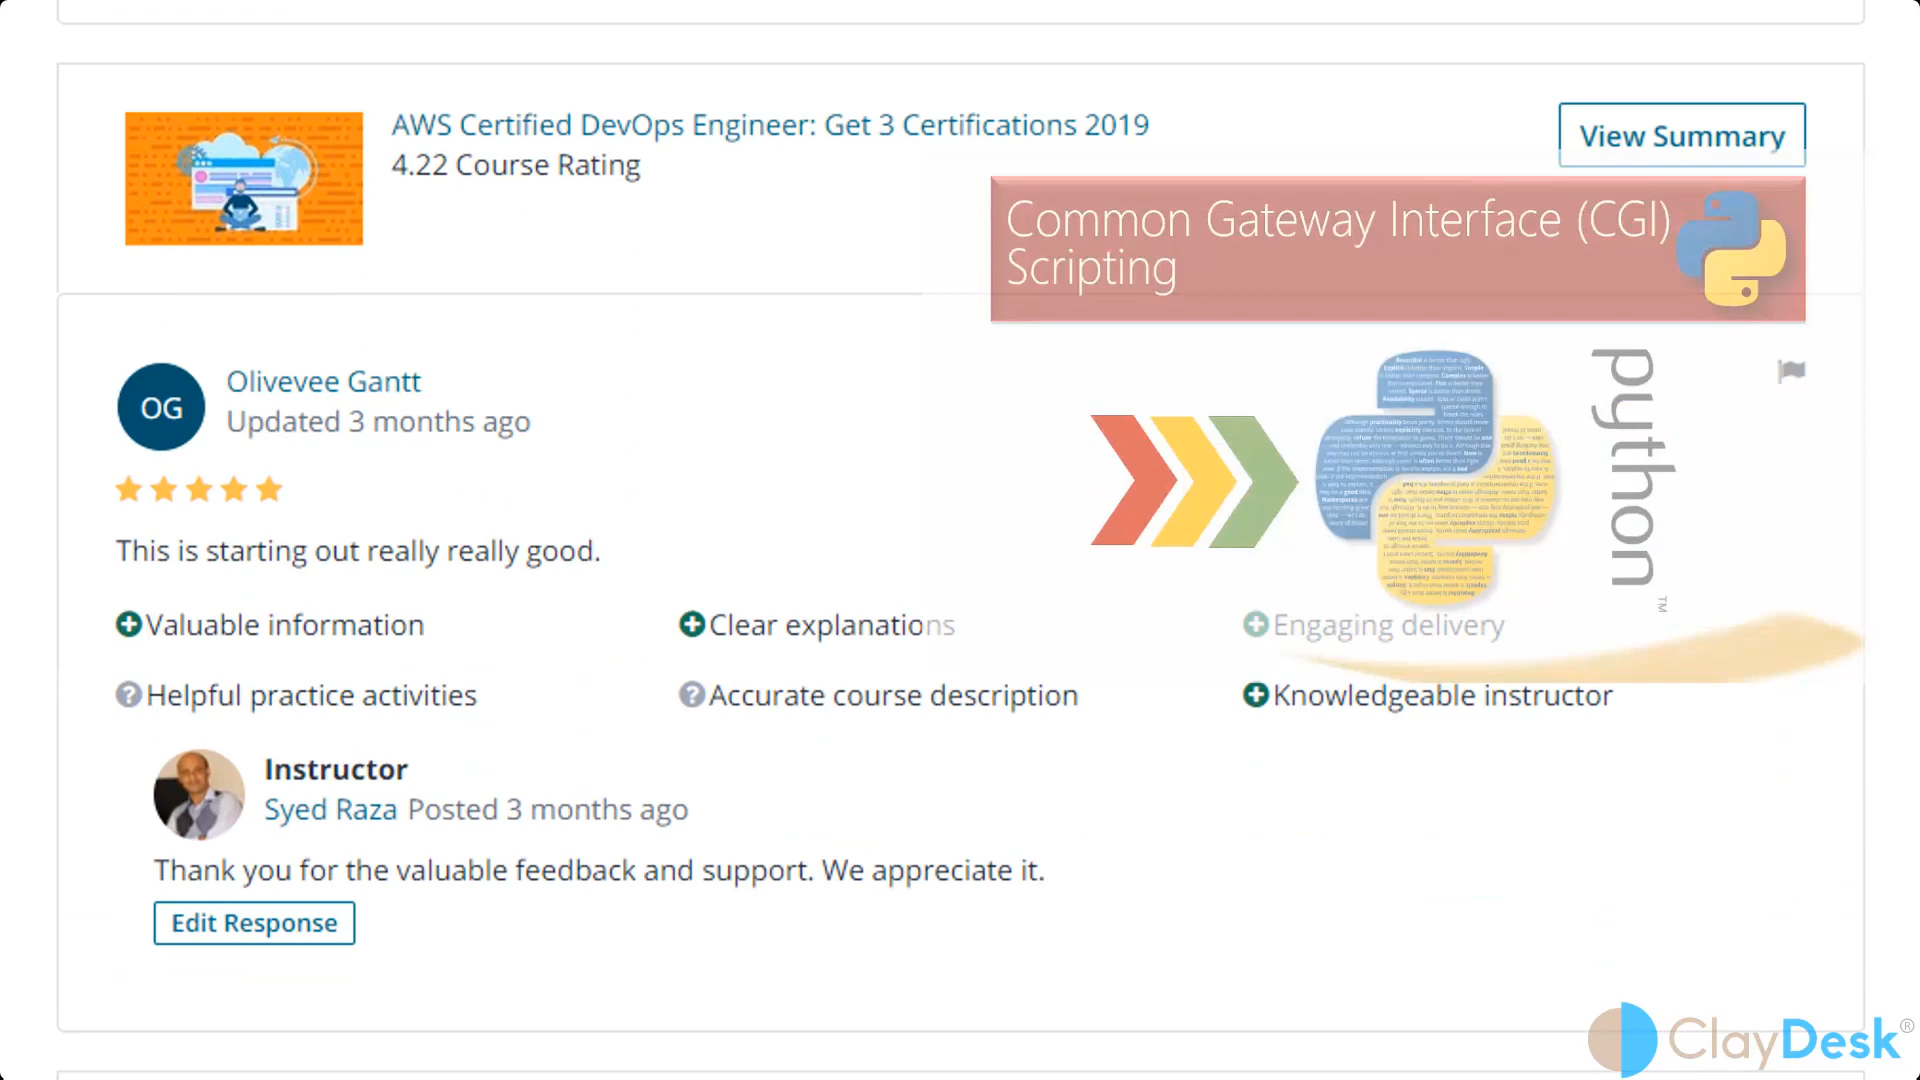 AWS Certified DevOps Engineer: Get 3 Certifications 2019
4.22 Course Rating
View Summary
Common Gateway Interface (CGI)
Scripting
python
TM
OG
Olivevee Gantt
Updated 3 months ago
This is starting out really really good.
Valuable information
Clear explanations
Engaging delivery
Helpful practice activities
Accurate course description
Knowledgeable instructor
Instructor
Syed Raza Posted 3 months ago
Thank you for the valuable feedback and support. We appreciate it.
Edit Response
ClayDesk®